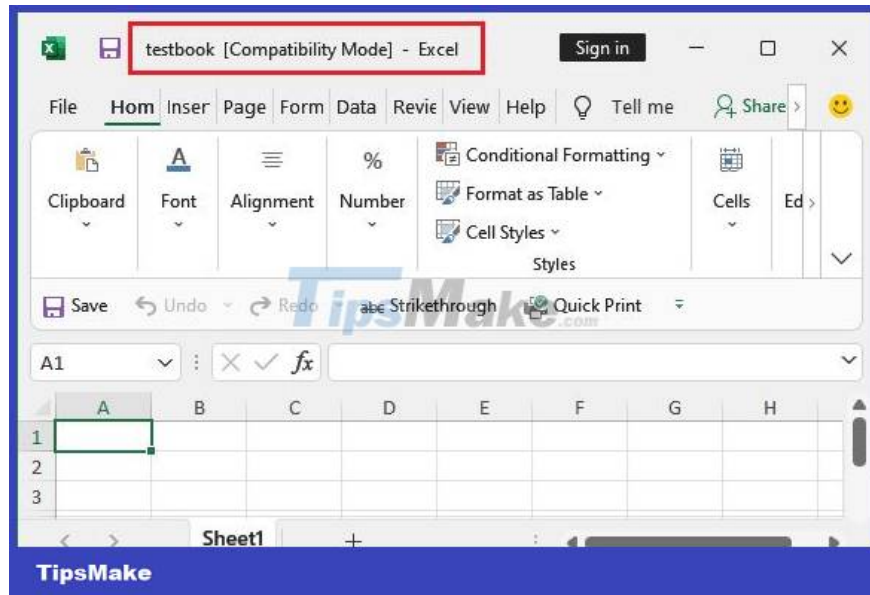 testbook [Compatibility Mode] - Excel Sign in
File Hom Inser Page Form Data Revie View Help Tell me Share
Clipboard Font Alignment Number Conditional Formatting Cells Ed
% Format as Table
Cell Styles
Styles
Save Undo Redo abc Strikethrough Quick Print
TipsMake.com
A1 fx
A B C D E F G H
1
2
3
Sheet1 +
TipsMake